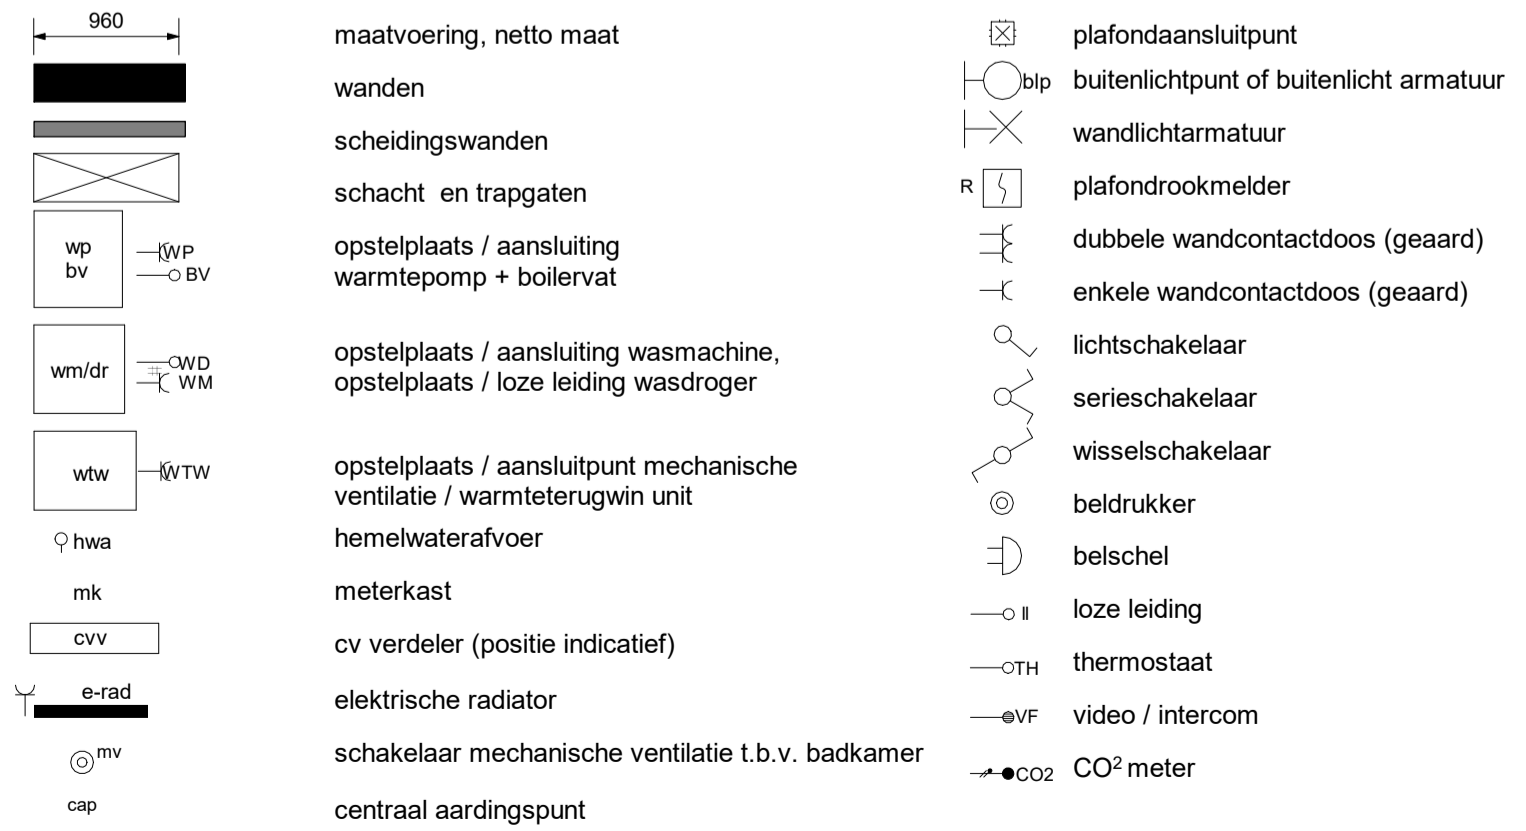 960
maatvoering, netto maat
wanden
scheidingswanden
schacht en trapgaten
wp
bv
WP
BV
opstelplaats / aansluiting
warmtepomp + boilervat
wm/dr
WD
WM
opstelplaats / aansluiting wasmachine,
opstelplaats / loze leiding wasdroger
wtw
WTW
opstelplaats / aansluitpunt mechanische
ventilatie / warmteterugwin unit
hwa
hemelwaterafvoer
mk
meterkast
cvv
cv verdeler (positie indicatief)
e-rad
elektrische radiator
mv
schakelaar mechanische ventilatie t.b.v. badkamer
cap
centraal aardingspunt
plafondaansluitpunt
blp
buitenlichtpunt of buitenlicht armatuur
wandlichtarmatuur
R
plafondrookmelder
dubbele wandcontactdoos (geaard)
enkele wandcontactdoos (geaard)
lichtschakelaar
serieschakelaar
wisselschakelaar
beldrukker
belschel
ll
loze leiding
TH
thermostaat
VF
video / intercom
CO2
CO² meter